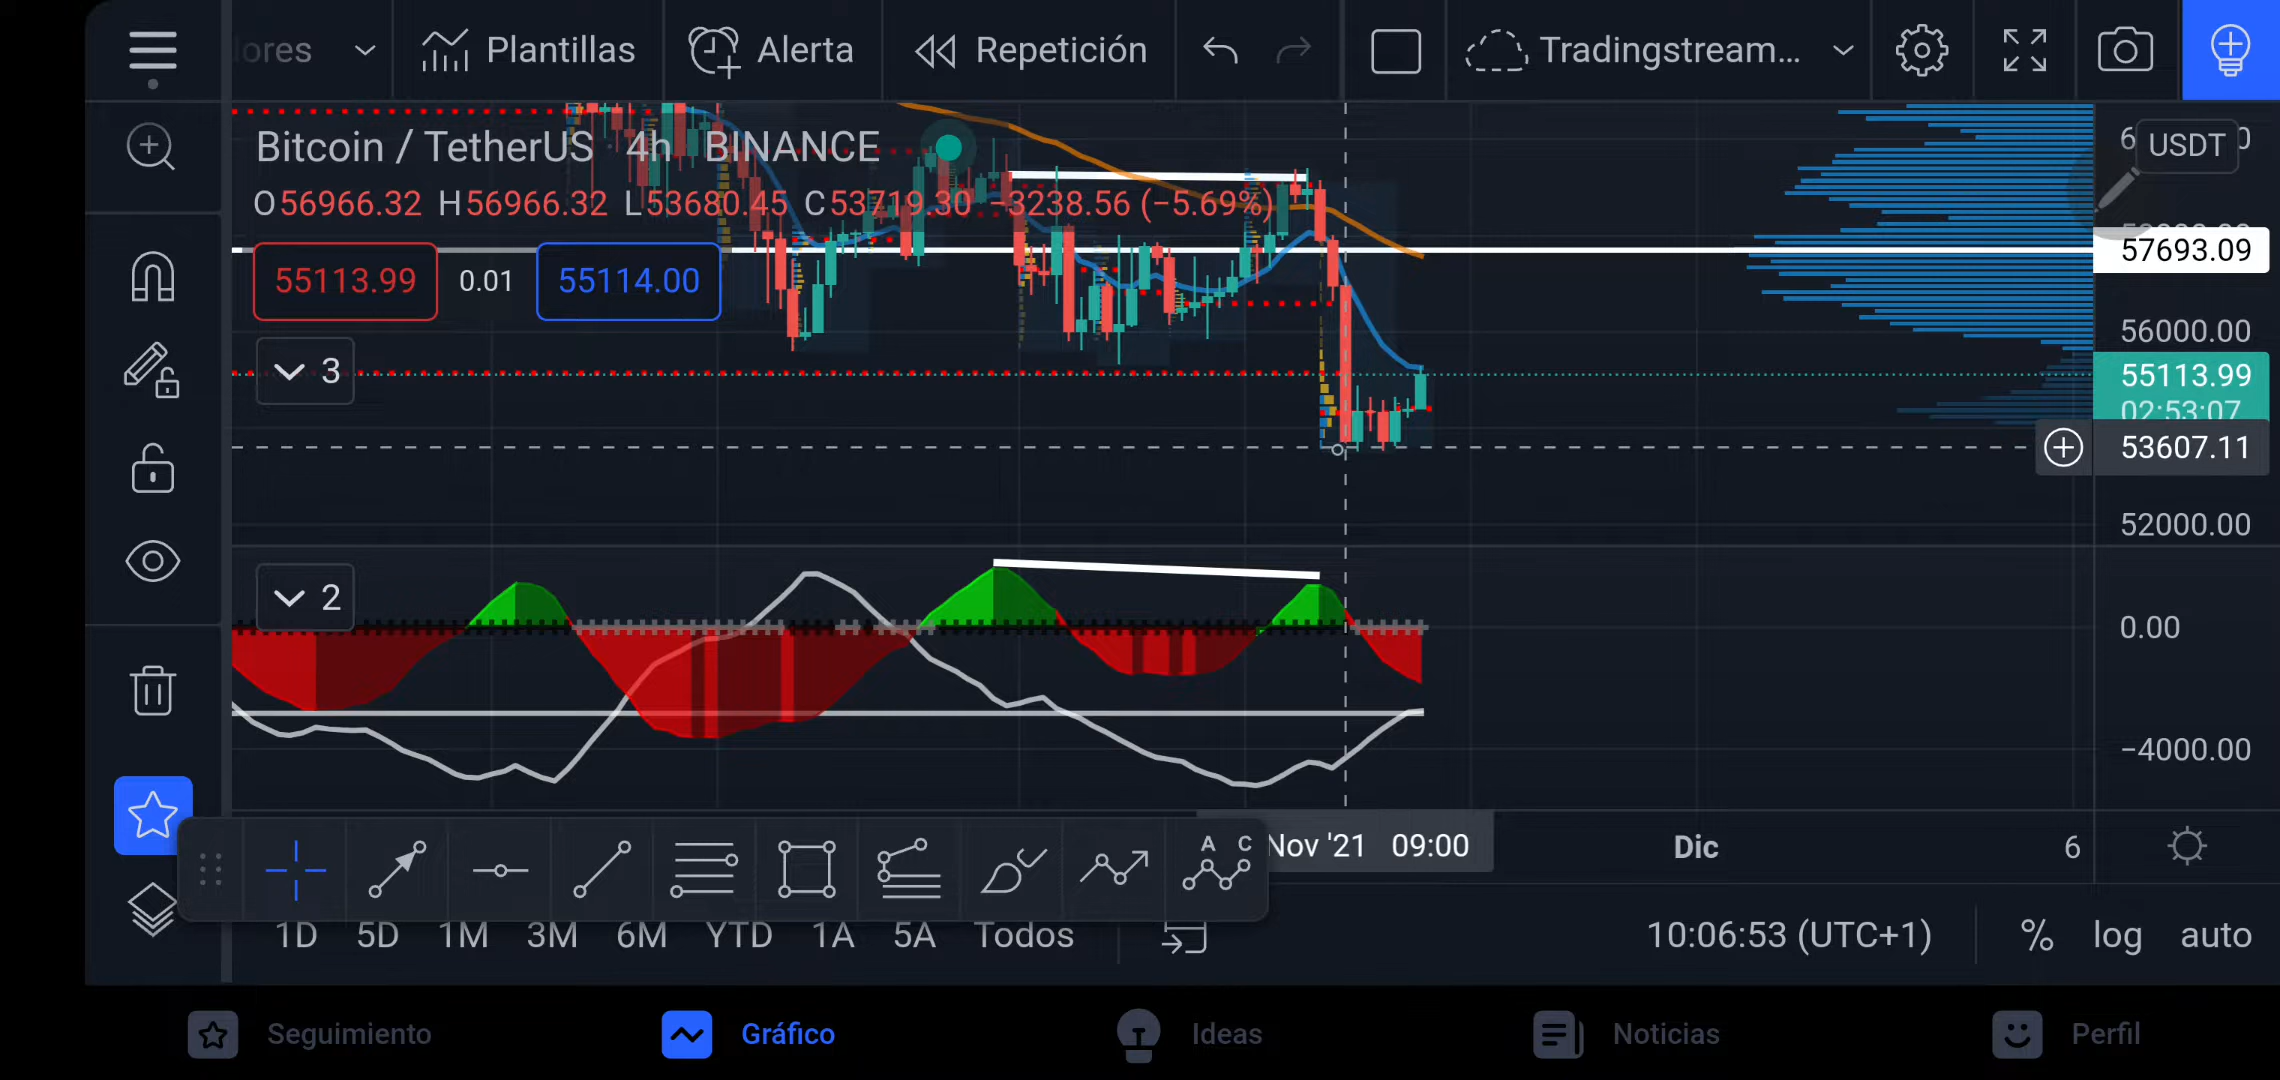 ores
Plantillas
Alerta
Repetición
Tradingstream...
Bitcoin / TetherUS · 4h · BINANCE
O56966.32 H56966.32 L53680.45 C53719.30 −3238.56 (−5.69%)
USDT
57693.09
55113.99
0.01
55114.00
56000.00
3
55113.99
02:53:07
53607.11
52000.00
2
0.00
−4000.00
A C
Nov '21 09:00
Dic
6
1D 5D 1M 3M 6M YTD 1A 5A Todos
10:06:53 (UTC+1)
% log auto
Seguimiento
Gráfico
Ideas
Noticias
Perfil